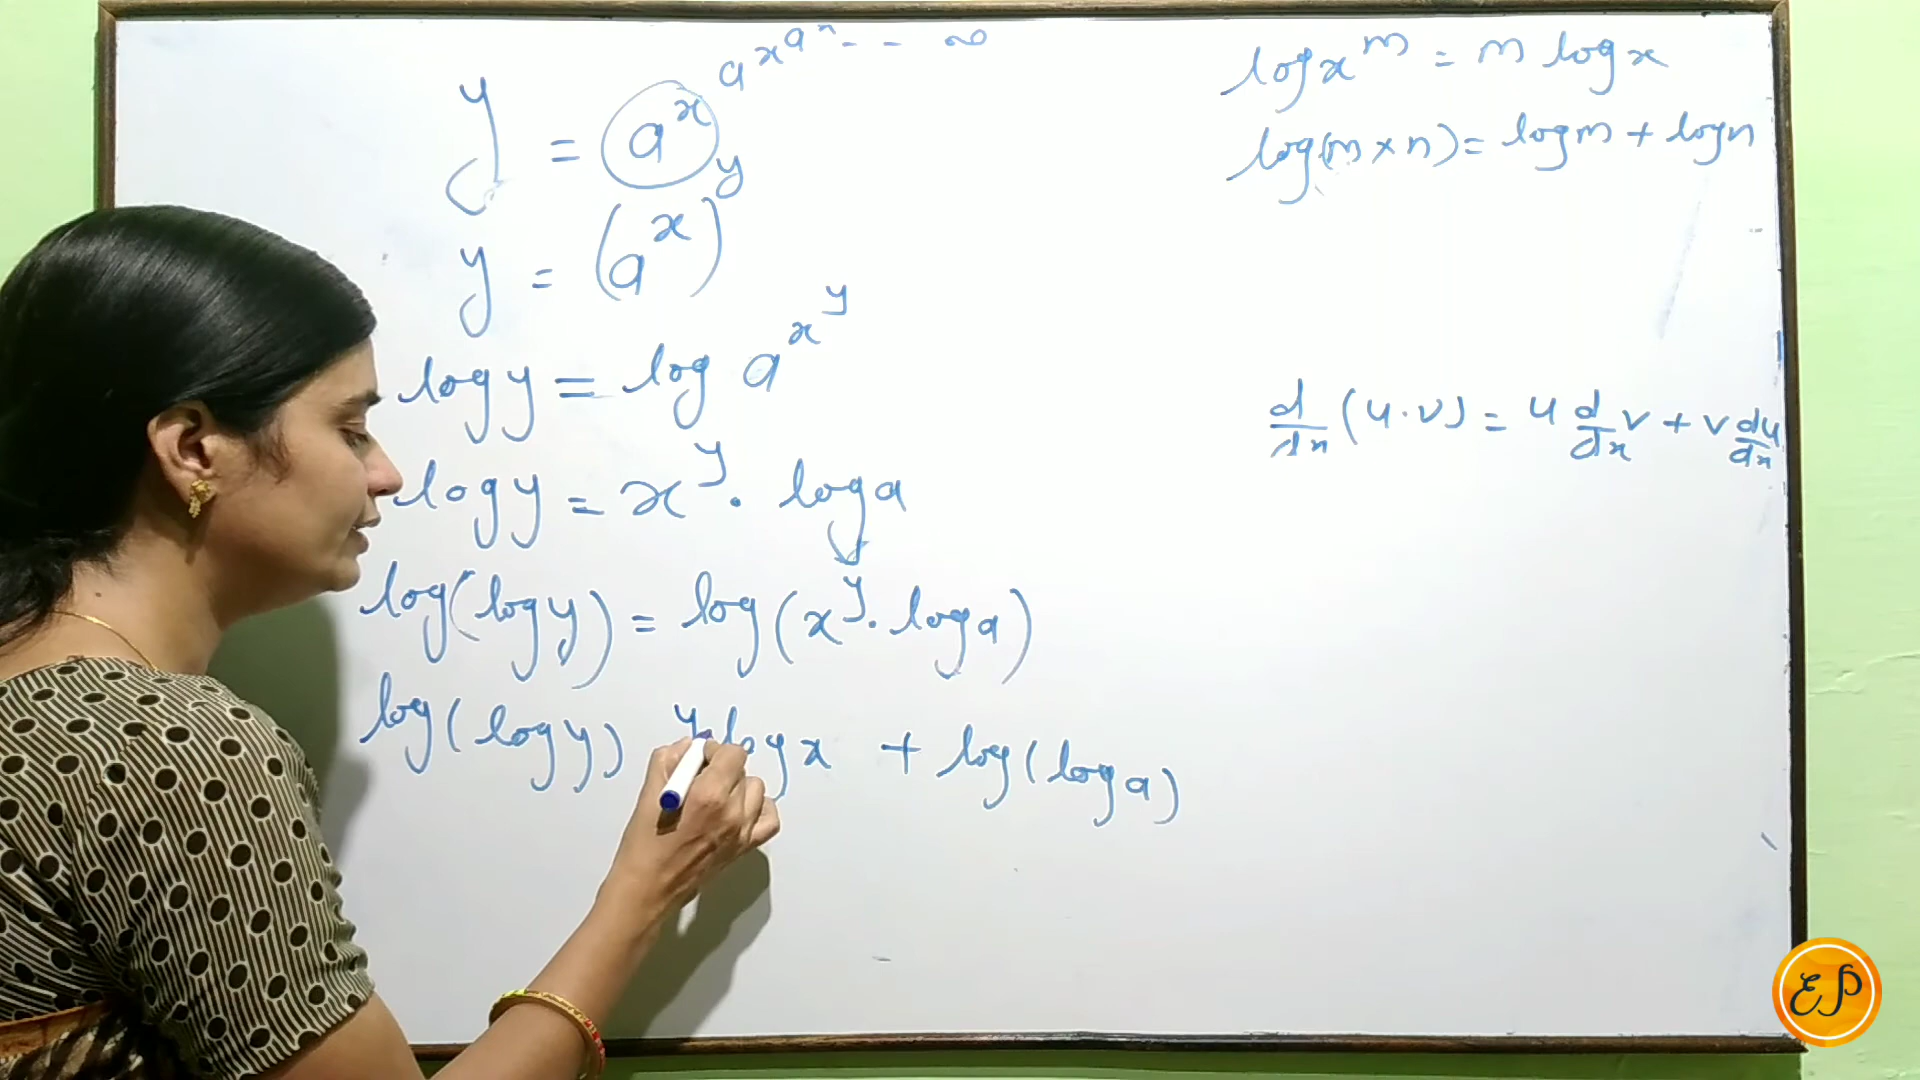 y = a^x^a^x^a^x - - ∞
y = (a^x)^y
log y = log a^x^y
log y = x^y . log a
log(log y) = log(x^y . log a)
log(log y) y log x + log(log a)
log x^m = m log x
log(m × n) = log m + log n
d/dx (u.v) = u d/dx v + v du/dx
EP